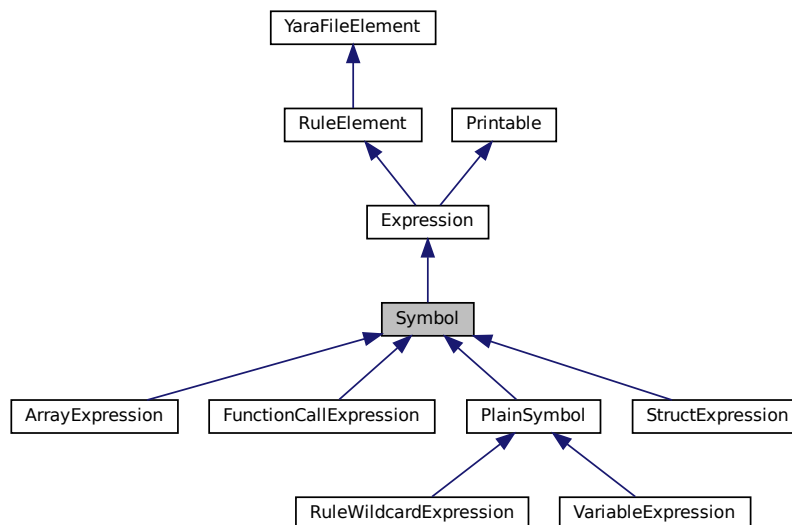 YaraFileElement
RuleElement
Printable
Expression
Symbol
ArrayExpression
FunctionCallExpression
PlainSymbol
StructExpression
RuleWildcardExpression
VariableExpression